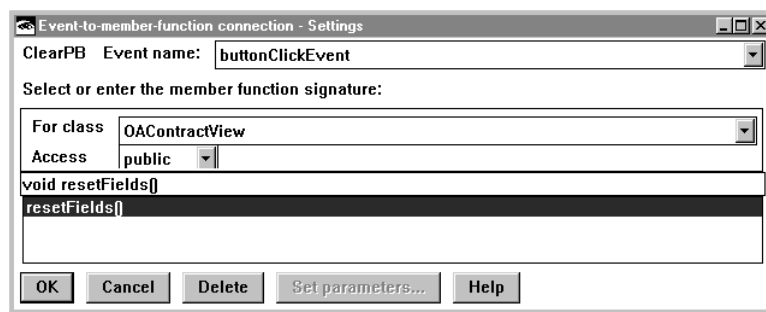 Event-to-member-function connection - Settings
ClearPB Event name: buttonClickEvent
Select or enter the member function signature:
For class OAContractView
Access public
void resetFields()
resetFields()
OK Cancel Delete Set parameters... Help